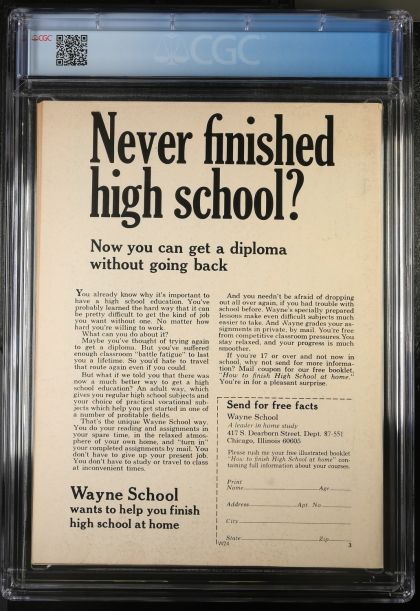 CGC
CGC
Never finished
high school?
Now you can get a diploma
without going back
You already know why it's important to
have a high school education. You've
probably learned the hard way that it can
be pretty difficult to get the kind of job
you want without one. No matter how
hard you're willing to work.
What can you do about it?
Maybe you've thought of trying again
to get a diploma. But you've suffered
enough classroom "battle fatigue" to last
you a lifetime. So you'd hate to travel
that route again even if you could.
But what if we told you that there was
now a much better way to get a high
school education? An adult way, which
gives you regular high school subjects and
your choice of practical vocational sub-
jects which help you get started in one of
a number of profitable fields.
That's the unique Wayne School way.
You do your reading and assignments in
your spare time, in the relaxed atmos-
phere of your own home, and "turn in"
your completed assignments by mail. You
don't have to give up your present job.
You don't have to study or travel to class
at inconvenient times.
Wayne School
wants to help you finish
high school at home
And you needn't be afraid of dropping
out all over again, if you had trouble with
school before. Wayne's specially prepared
lessons make even difficult subjects much
easier to take. And Wayne grades your as-
signments in private, by mail. You're free
from competitive classroom pressures. You
stay relaxed, and your progress is much
smoother.
If you're 17 or over and not now in
school, why not send for more informa-
tion? Mail coupon for our free booklet,
"How to finish High School at home."
You're in for a pleasant surprise.
Send for free facts
Wayne School
A leader in home study
417 S. Dearborn Street, Dept. 87-551
Chicago, Illinois 60605
Please rush me your free illustrated booklet
"How to finish High School at home" con-
taining full information about your courses.
Print
Name Age
Address Apt. No
City
State Zip
W24 3